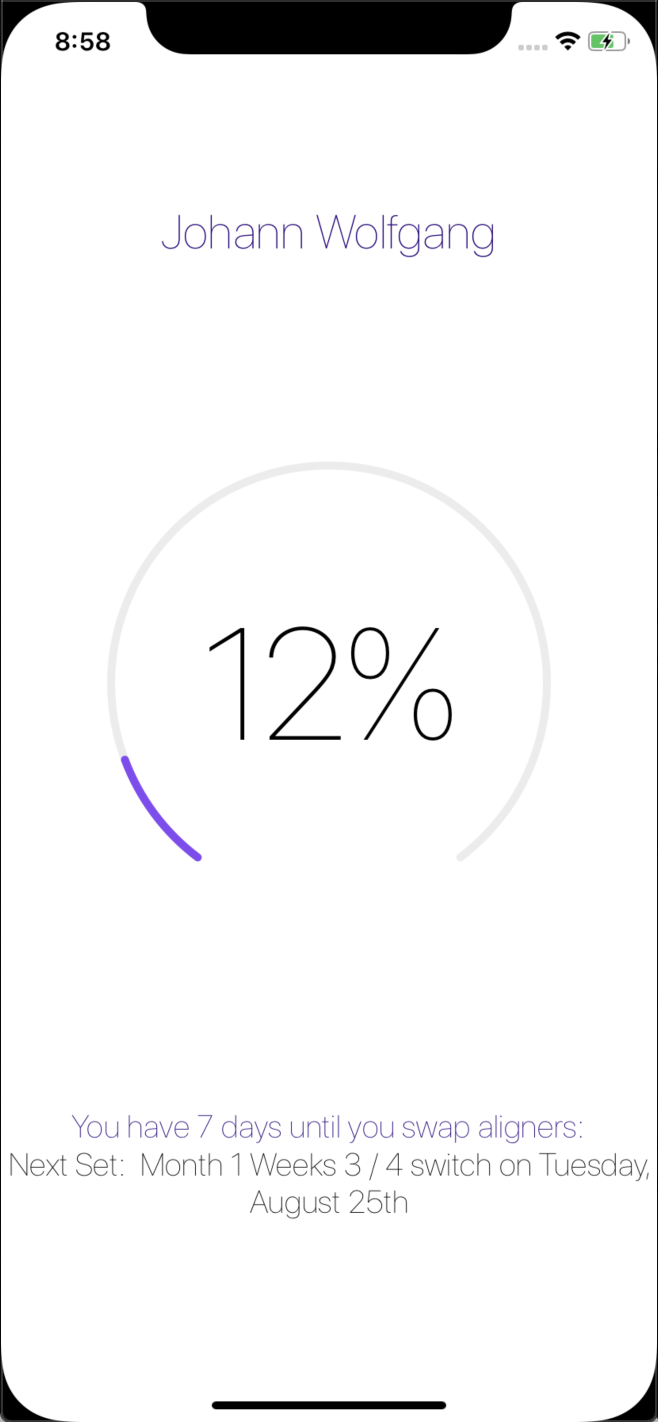 8:58
Johann Wolfgang
12%
You have 7 days until you swap aligners:
Next Set:  Month 1 Weeks 3 / 4 switch on Tuesday,
August 25th